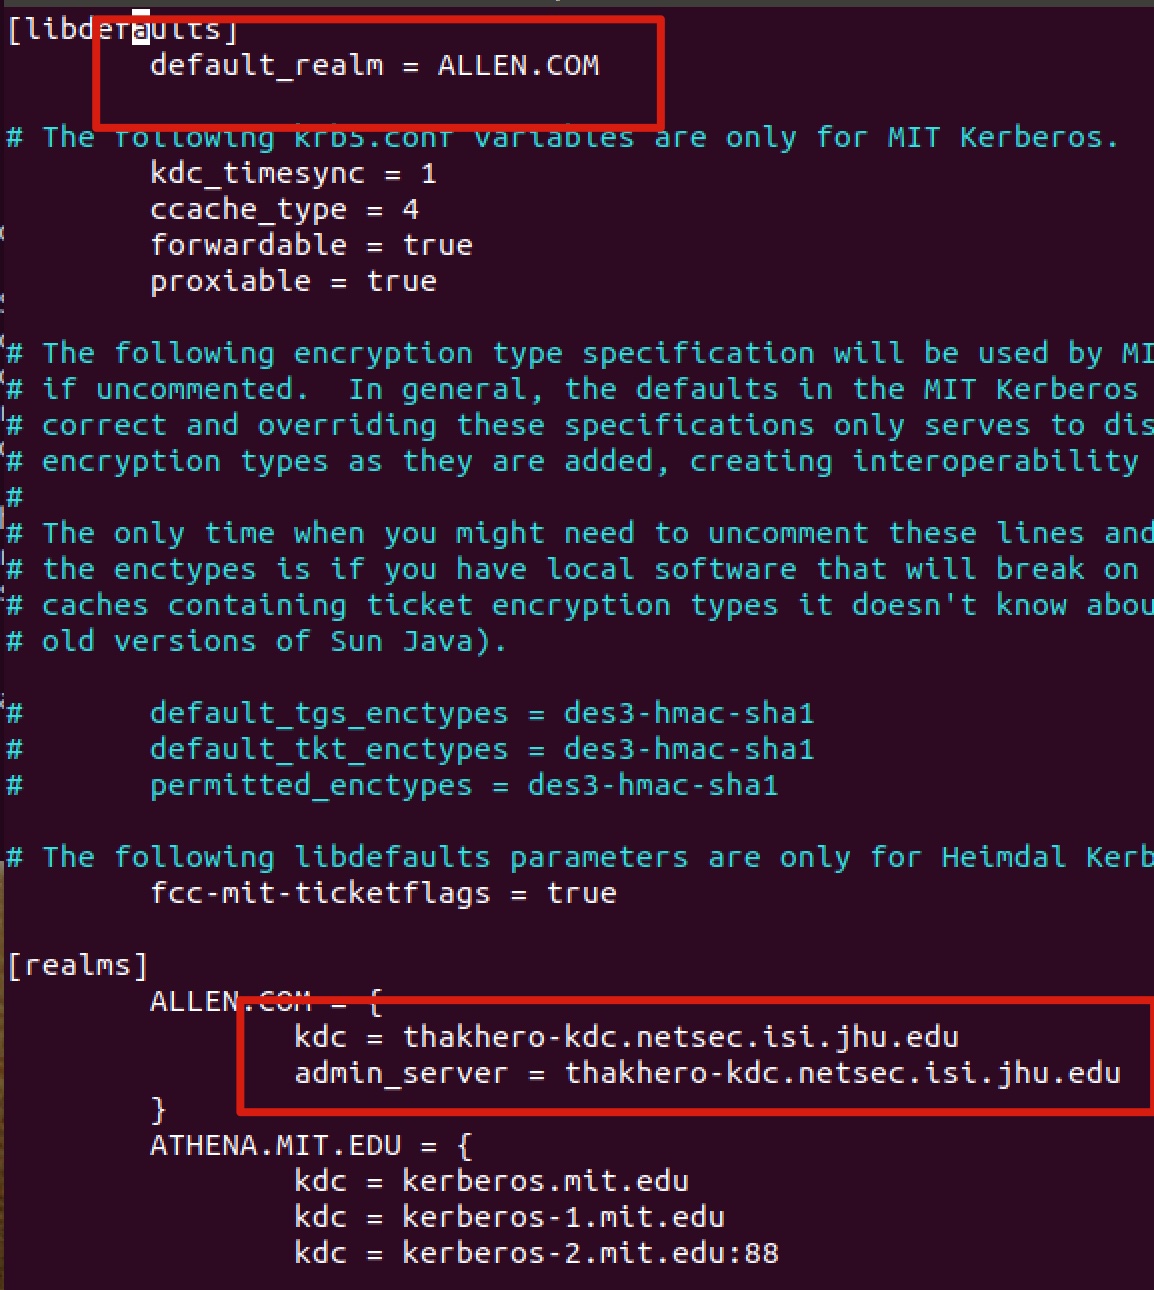 [libdefaults]
default_realm = ALLEN.COM
# The following krb5.conf variables are only for MIT Kerberos.
kdc_timesync = 1
ccache_type = 4
forwardable = true
proxiable = true
# The following encryption type specification will be used by MI
# if uncommented.  In general, the defaults in the MIT Kerberos
# correct and overriding these specifications only serves to dis
# encryption types as they are added, creating interoperability
#
# The only time when you might need to uncomment these lines and
# the enctypes is if you have local software that will break on
# caches containing ticket encryption types it doesn't know abou
# old versions of Sun Java).
#        default_tgs_enctypes = des3-hmac-sha1
#        default_tkt_enctypes = des3-hmac-sha1
#        permitted_enctypes = des3-hmac-sha1
# The following libdefaults parameters are only for Heimdal Kerb
fcc-mit-ticketflags = true
[realms]
ALLEN.COM = {
kdc = thakhero-kdc.netsec.isi.jhu.edu
admin_server = thakhero-kdc.netsec.isi.jhu.edu
}
ATHENA.MIT.EDU = {
kdc = kerberos.mit.edu
kdc = kerberos-1.mit.edu
kdc = kerberos-2.mit.edu:88